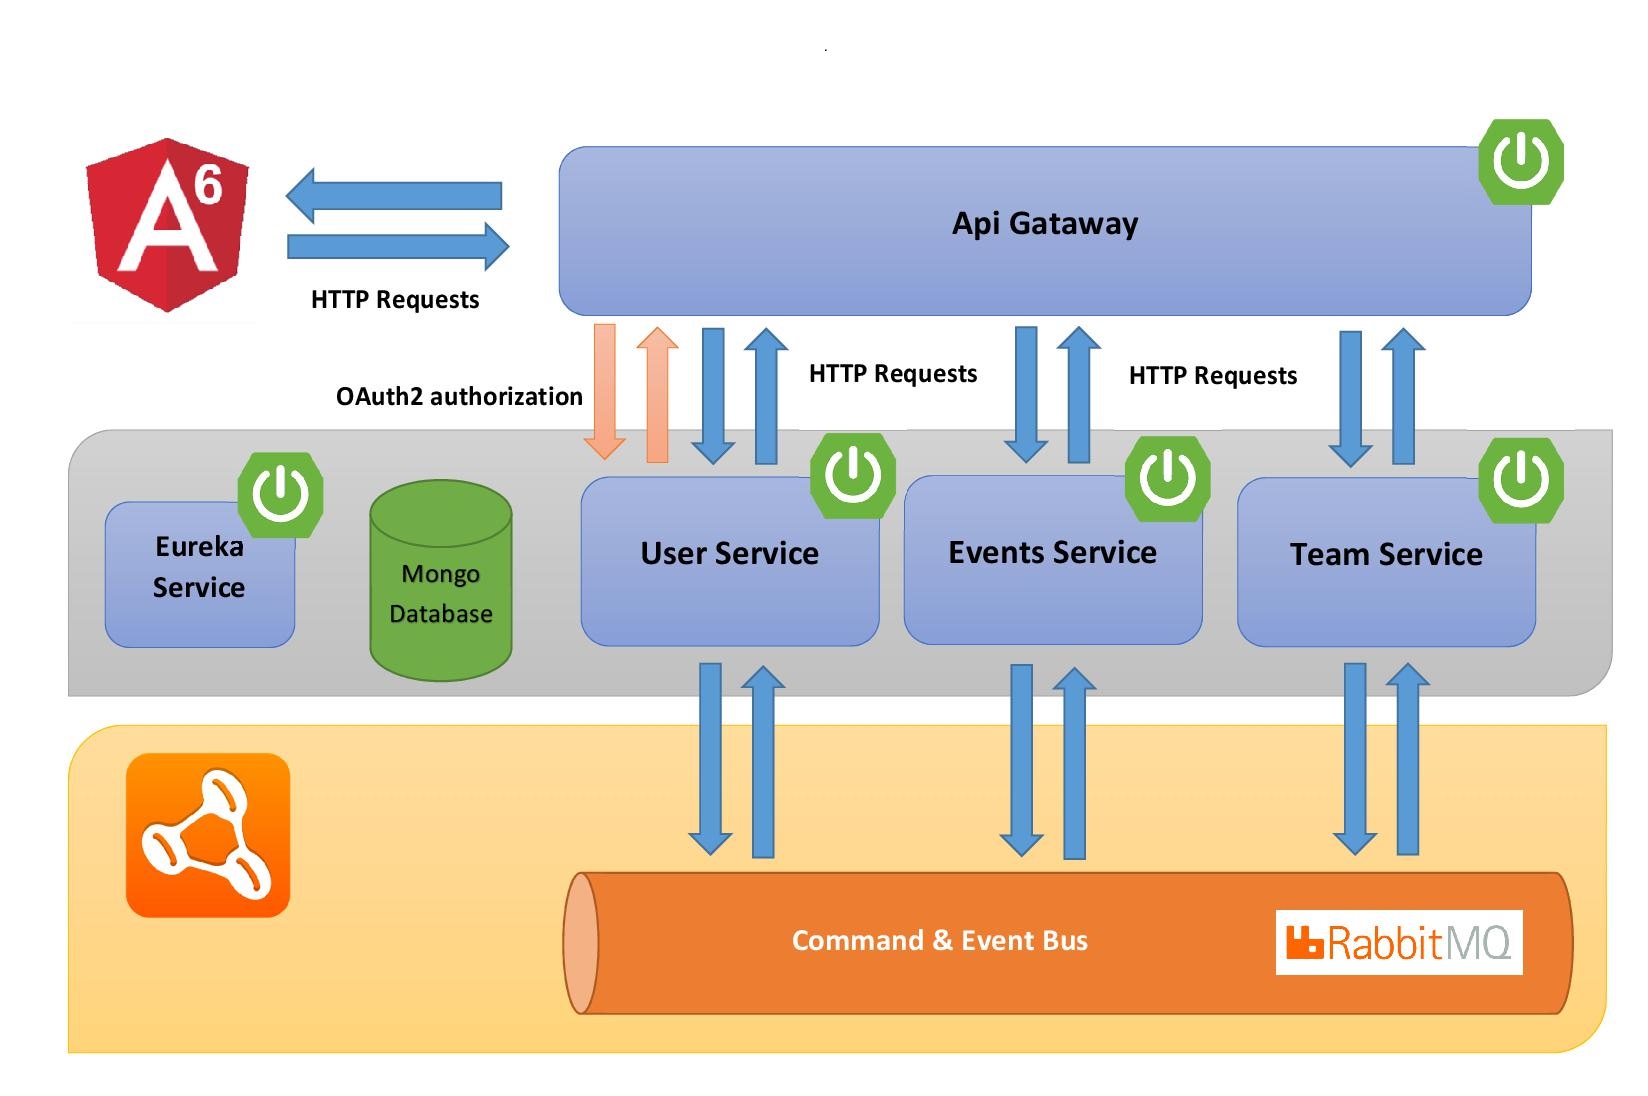 A6
Api Gataway
HTTP Requests
OAuth2 authorization
HTTP Requests
HTTP Requests
Eureka
Service
Mongo
Database
User Service
Events Service
Team Service
Command & Event Bus
RabbitMQ